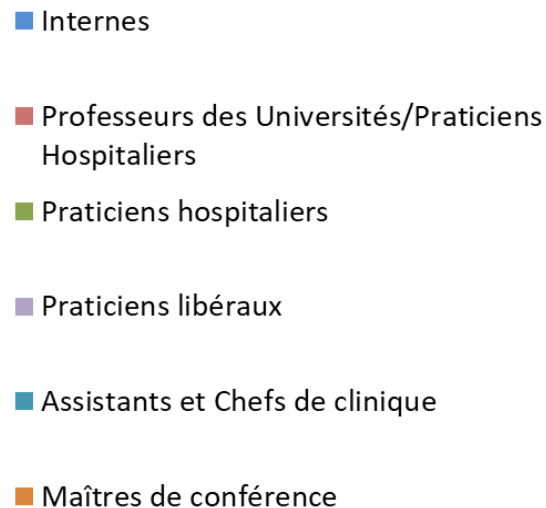 Internes
Professeurs des Universités/Praticiens
Hospitaliers
Praticiens hospitaliers
Praticiens libéraux
Assistants et Chefs de clinique
Maîtres de conférence